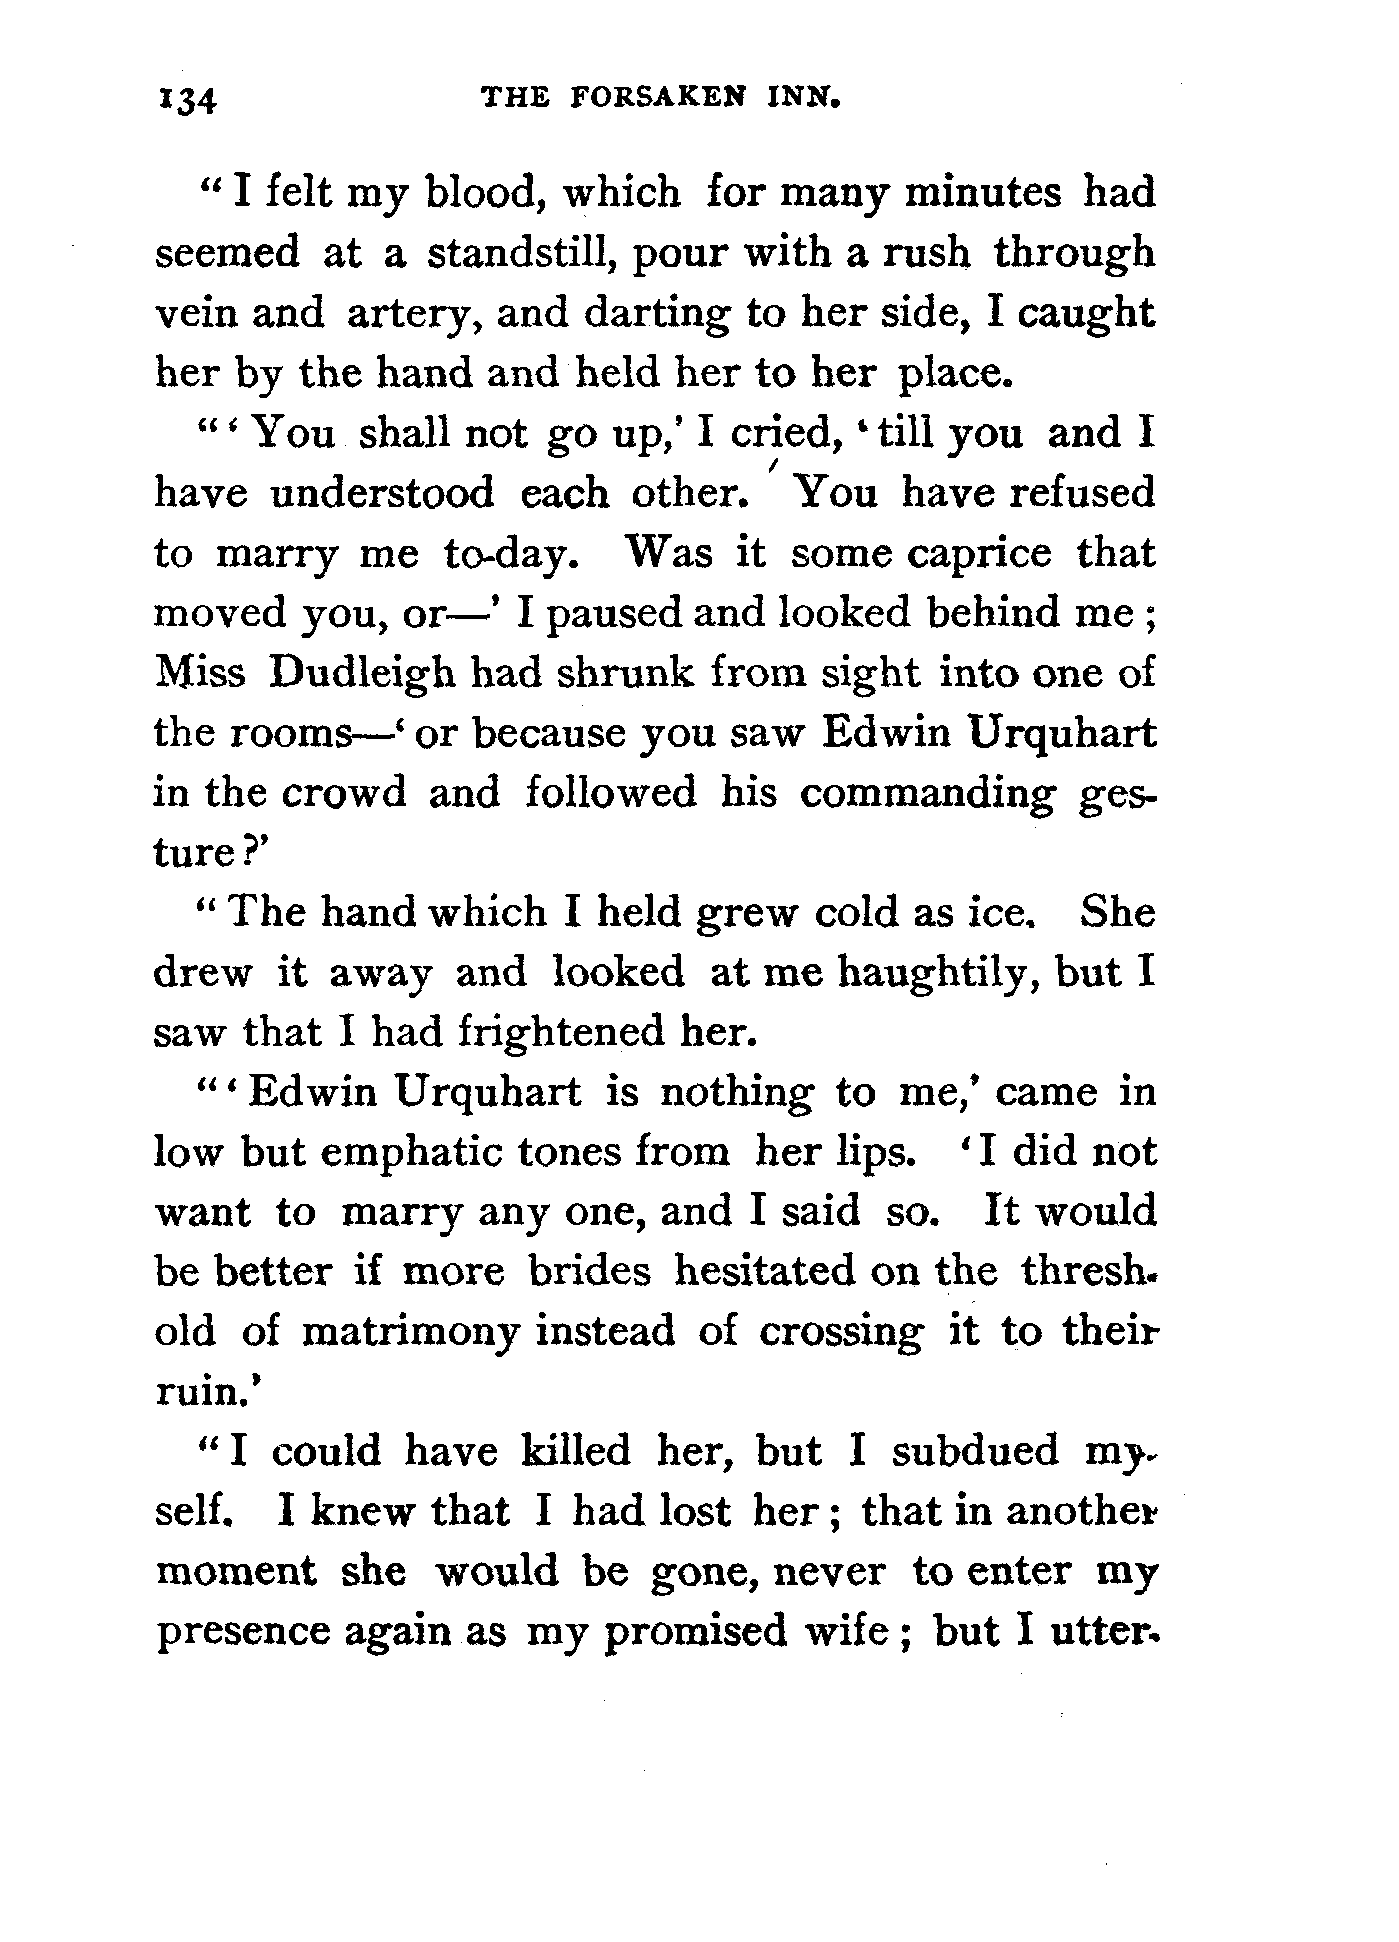 134 THE FORSAKEN INN.
“ I felt my blood, which for many minutes had
seemed at a standstill, pour with a rush through
vein and artery, and darting to her side, I caught
her by the hand and held her to her place.
“ ‘ You shall not go up,’ I cried, ‘ till you and I
have understood each other. You have refused
to marry me to-day. Was it some caprice that
moved you, or—’ I paused and looked behind me ;
Miss Dudleigh had shrunk from sight into one of
the rooms—‘ or because you saw Edwin Urquhart
in the crowd and followed his commanding ges-
ture ?’
“ The hand which I held grew cold as ice. She
drew it away and looked at me haughtily, but I
saw that I had frightened her.
“ ‘ Edwin Urquhart is nothing to me,’ came in
low but emphatic tones from her lips. ‘ I did not
want to marry any one, and I said so. It would
be better if more brides hesitated on the thresh-
old of matrimony instead of crossing it to their
ruin.’
“ I could have killed her, but I subdued my-
self. I knew that I had lost her ; that in another
moment she would be gone, never to enter my
presence again as my promised wife ; but I utter-